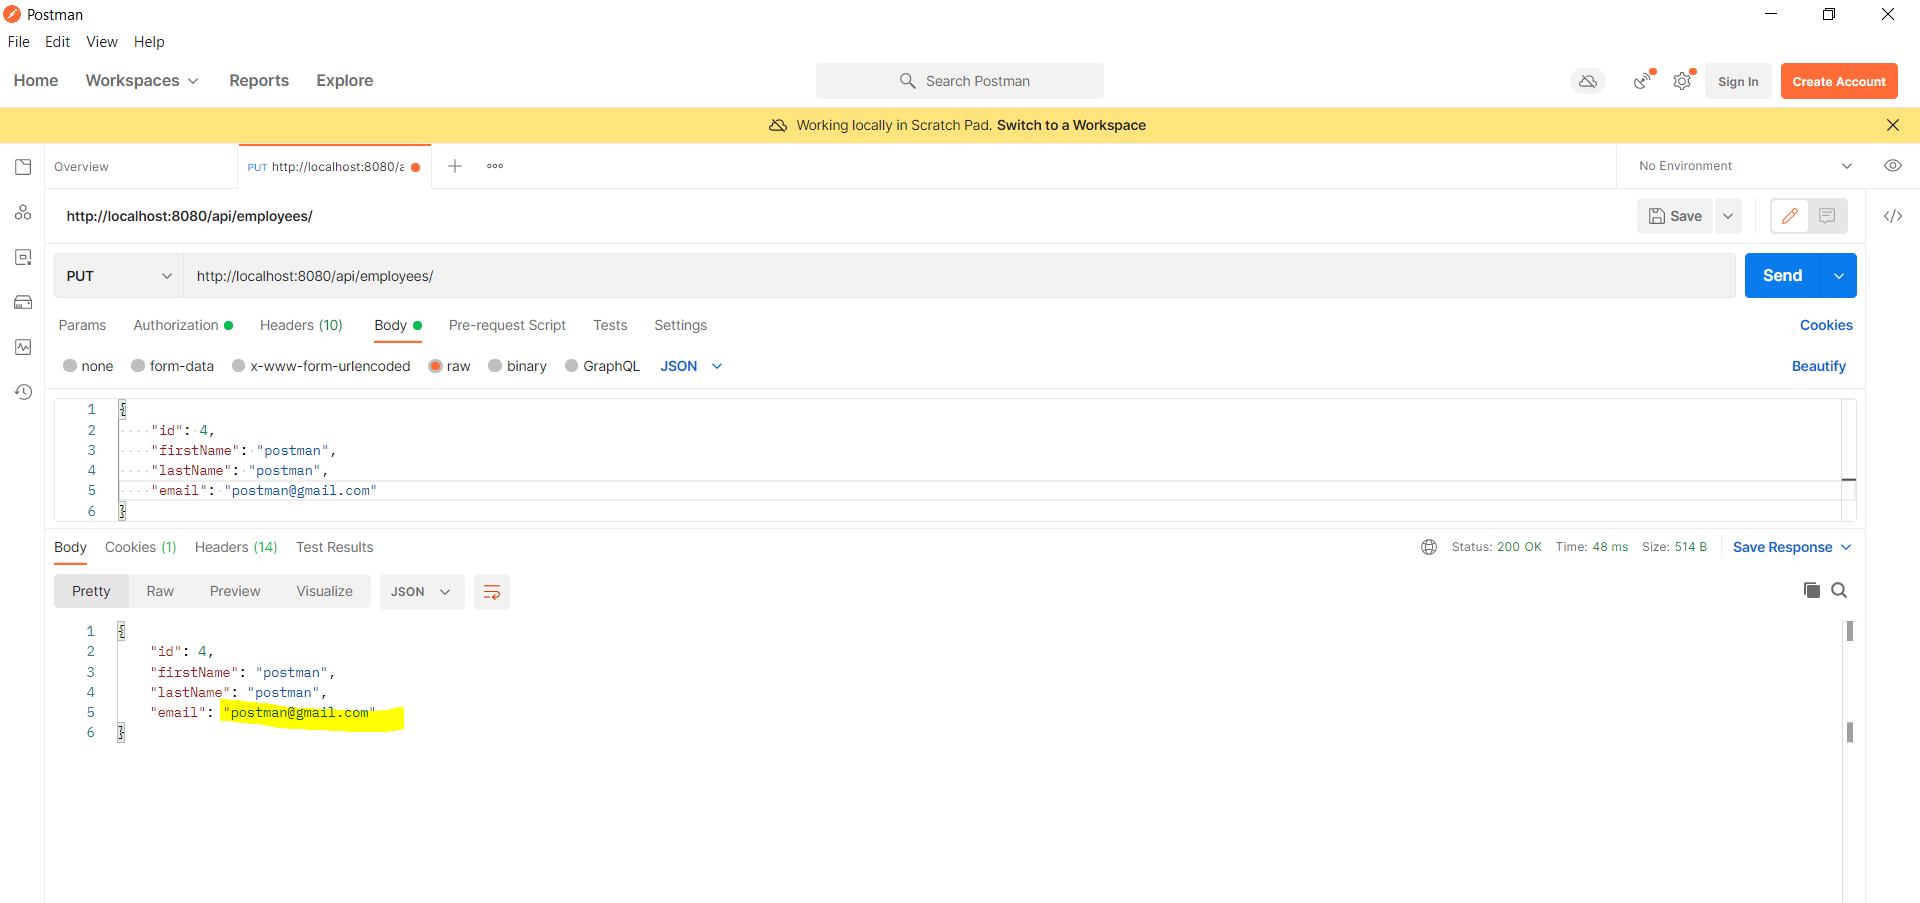 Postman
File Edit View Help
Home Workspaces Reports Explore Search Postman Sign In Create Account
Working locally in Scratch Pad. Switch to a Workspace
Overview PUT http://localhost:8080/a No Environment
http://localhost:8080/api/employees/ Save
PUT http://localhost:8080/api/employees/ Send
Params Authorization Headers (10) Body Pre-request Script Tests Settings Cookies
none form-data x-www-form-urlencoded raw binary GraphQL JSON Beautify
1 {
2 "id": 4,
3 "firstName": "postman",
4 "lastName": "postman",
5 "email": "postman@gmail.com"
6 }
Body Cookies (1) Headers (14) Test Results Status: 200 OK Time: 48 ms Size: 514 B Save Response
Pretty Raw Preview Visualize JSON
1 {
2 "id": 4,
3 "firstName": "postman",
4 "lastName": "postman",
5 "email": "postman@gmail.com"
6 }